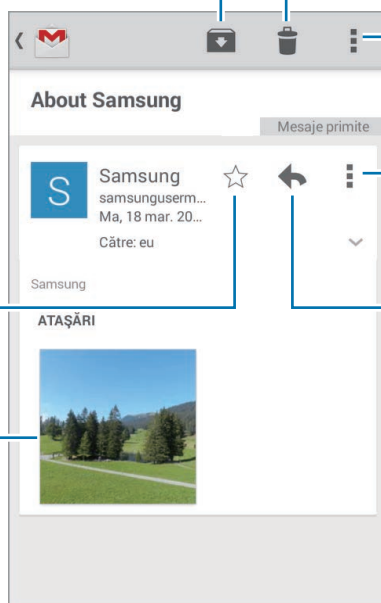 About Samsung
Mesaje primite
S
Samsung
samsunguserm...
Ma, 18 mar. 20...
Către: eu
Samsung
ATAŞĂRI